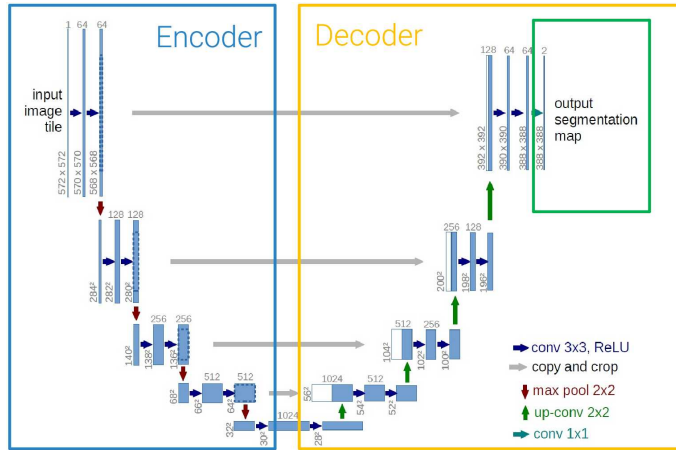 Encoder
Decoder
1 64 64
128 64 64 2
input
image
tile
output
segmentation
map
572 x 572
570 x 570
568 x 568
392 x 392
390 x 390
388 x 388
388 x 388
128 128
256 128
284²
282²
280²
200²
198²
196²
256 256
512 256
140²
138²
136²
104²
102²
100²
512 512
1024 512
68²
66²
64²
56²
54²
52²
1024
32²
30²
28²
conv 3x3, ReLU
copy and crop
max pool 2x2
up-conv 2x2
conv 1x1